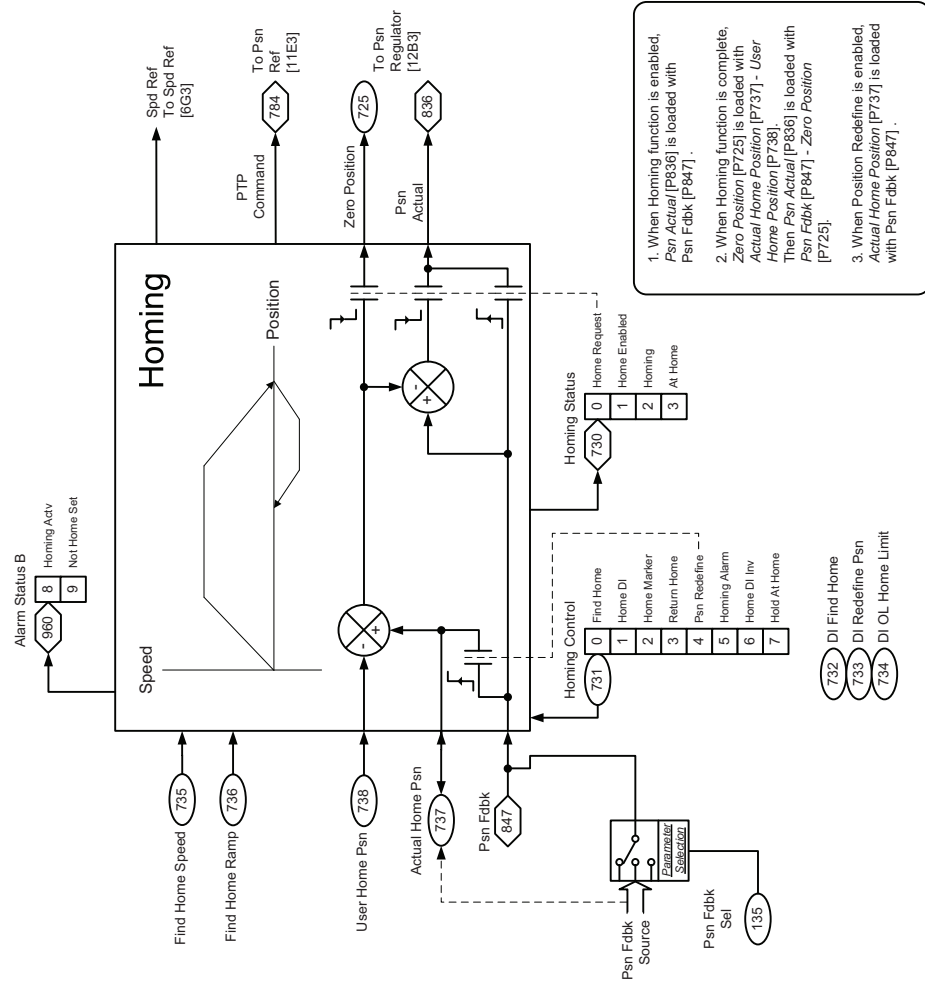 Homing
Speed
Position
Alarm Status B
960
8 Homing Actv
9 Not Home Set
Find Home Speed
735
Find Home Ramp
736
User Home Psn
738
Actual Home Psn
737
Psn Fdbk
847
Psn Fdbk
Source
Parameter
Selection
Psn Fdbk
Sel
135
-
+
-
+
Spd Ref
To Spd Ref
[6G3]
PTP
Command
784
To Psn
Ref
[11E3]
Zero Position
725
Psn
Actual
836
To Psn
Regulator
[12B3]
Homing Control
731
0 Find Home
1 Home DI
2 Home Marker
3 Return Home
4 Psn Redefine
5 Homing Alarm
6 Home DI Inv
7 Hold At Home
Homing Status
730
0 Home Request
1 Home Enabled
2 Homing
3 At Home
732 DI Find Home
733 DI Redefine Psn
734 DI OL Home Limit
1. When Homing function is enabled,
Psn Actual [P836] is loaded with
Psn Fdbk [P847] .
2. When Homing function is complete,
Zero Position [P725] is loaded with
Actual Home Position [P737] - User
Home Position [P738].
Then Psn Actual [P836] is loaded with
Psn Fdbk [P847] - Zero Position
[P725].
3. When Position Redefine is enabled,
Actual Home Position [P737] is loaded
with Psn Fdbk [P847] .